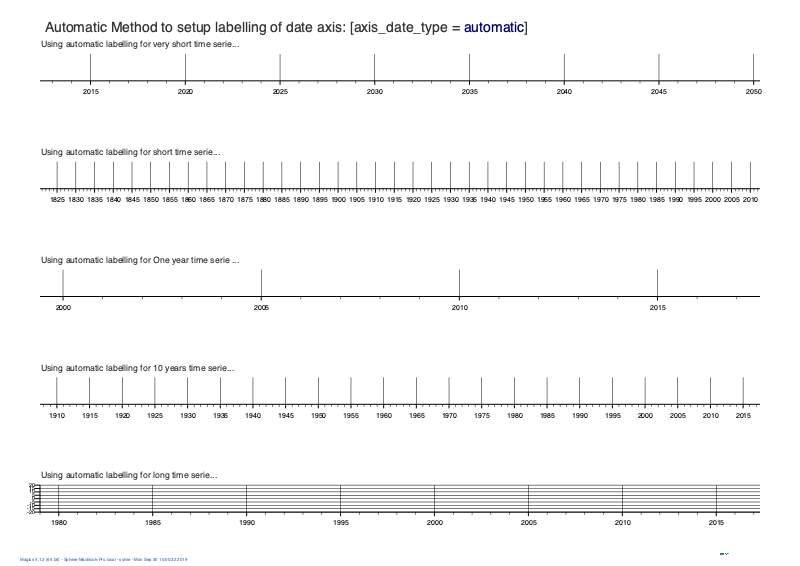 Automatic Method to setup labelling of date axis: [axis_date_type = automatic]
Using automatic labelling for very short time serie...
2015 2020 2025 2030 2035 2040 2045 2050
Using automatic labelling for short time serie...
1825 1830 1835 1840 1845 1850 1855 1860 1865 1870 1875 1880 1885 1890 1895 1900 1905 1910 1915 1920 1925 1930 1935 1940 1945 1950 1955 1960 1965 1970 1975 1980 1985 1990 1995 2000 2005 2010
Using automatic labelling for One year time serie ...
2000 2005 2010 2015
Using automatic labelling for 10 years time serie...
1910 1915 1920 1925 1930 1935 1940 1945 1950 1955 1960 1965 1970 1975 1980 1985 1990 1995 2000 2005 2010 2015
Using automatic labelling for long time serie...
1980 1985 1990 1995 2000 2005 2010 2015